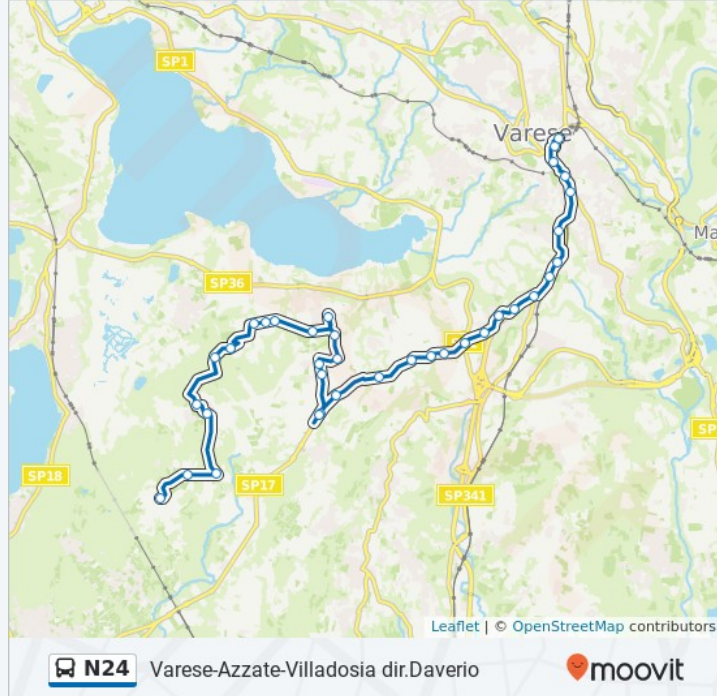 SP1
Varese
Ma
SP36
SP
SP18
SP17
SP341
Leaflet | © OpenStreetMap contributors
N24 Varese-Azzate-Villadosia dir.Daverio
moovit